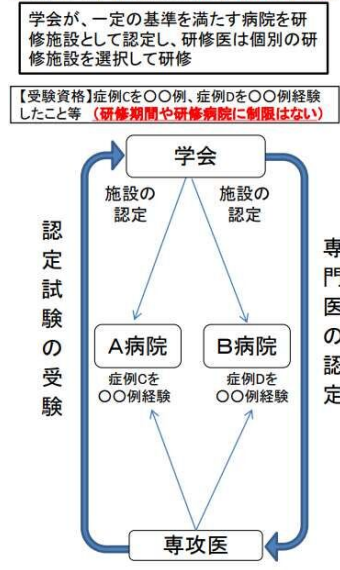 学会が、一定の基準を満たす病院を研
修施設として認定し、研修医は個別の研
修施設を選択して研修
【受験資格】症例Cを〇〇例、症例Dを〇〇例経験
したこと等 (研修期間や研修病院に制限はない)
学会
施設の
認定
施設の
認定
認定試験の受験
専門医の認定
A病院
B病院
症例Cを
〇〇例経験
症例Dを
〇〇例経験
専攻医